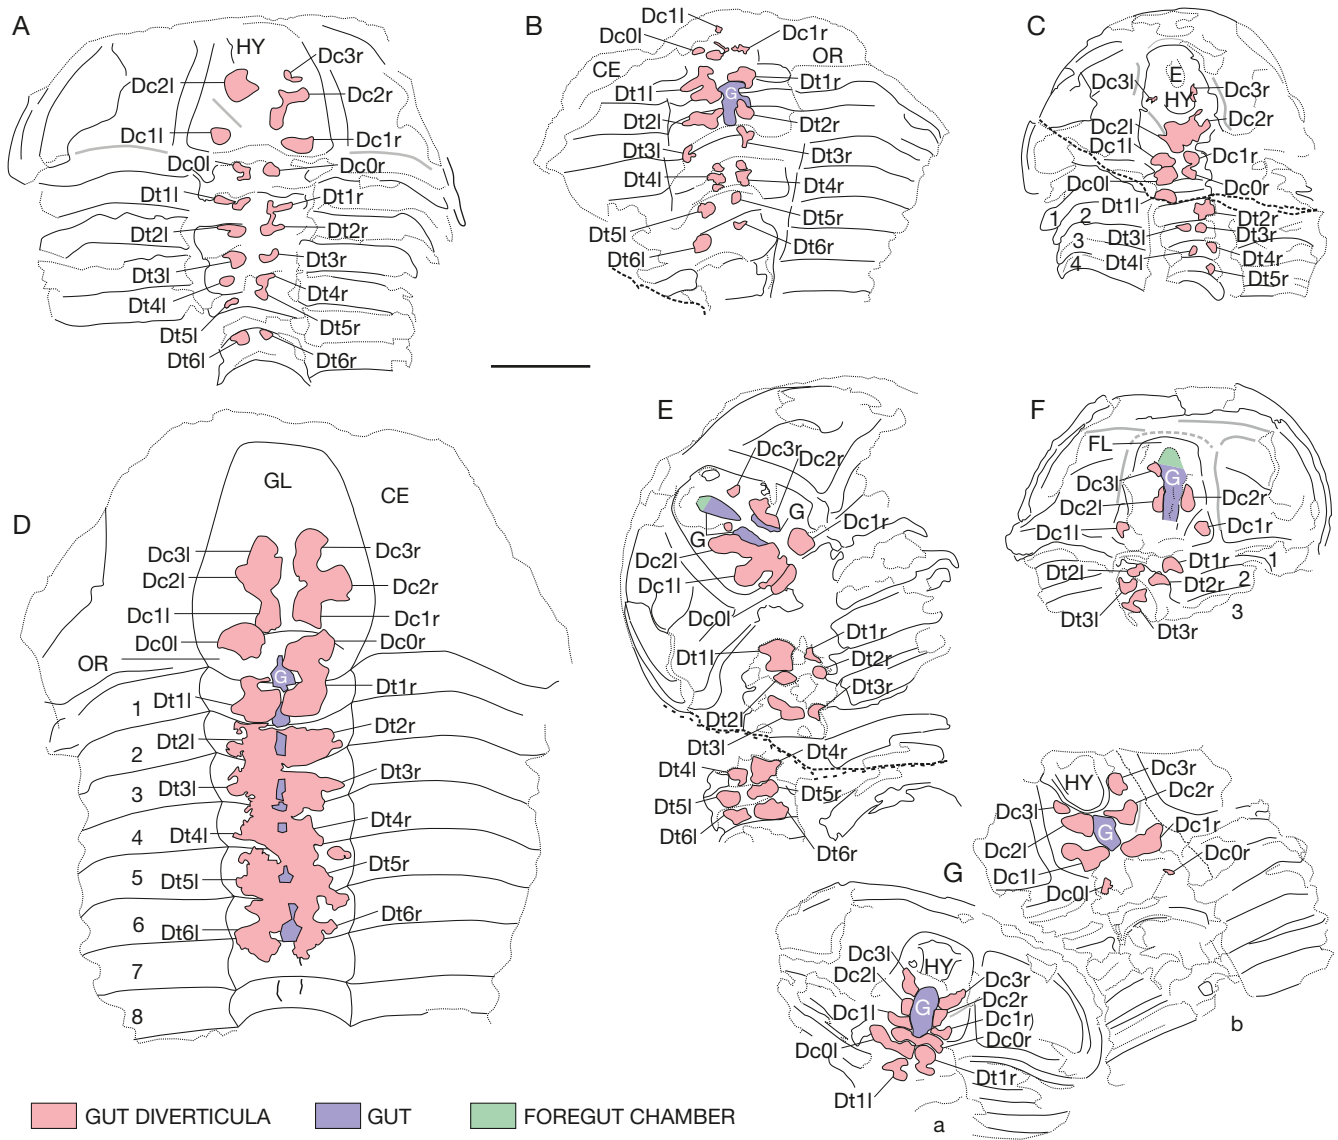 A
HY
Dc3r
Dc2l
Dc2r
Dc1l
Dc1r
Dc0l
Dc0r
Dt1l
Dt1r
Dt2l
Dt2r
Dt3l
Dt3r
Dt4l
Dt4r
Dt5l
Dt5r
Dt6l
Dt6r
B
Dc1l
Dc0l
Dc1r
CE
OR
Dt1l
G
Dt1r
Dt2l
Dt2r
Dt3l
Dt3r
Dt4l
Dt4r
Dt5l
Dt5r
Dt6l
Dt6r
C
E
Dc3l
HY
Dc3r
Dc2l
Dc2r
Dc1l
Dc1r
Dc0l
Dc0r
Dt1l
1
2
Dt2r
Dt3l
Dt3r
3
Dt4l
Dt4r
4
Dt5r
D
GL
CE
Dc3l
Dc3r
Dc2l
Dc2r
Dc1l
Dc1r
Dc0l
Dc0r
OR
G
Dt1l
Dt1r
1
Dt2l
Dt2r
2
Dt3l
Dt3r
3
Dt4l
Dt4r
4
Dt5l
Dt5r
5
Dt6l
Dt6r
6
7
8
E
Dc3r
Dc2r
G
Dc1r
G
Dc2l
Dc1l
Dc0l
Dt1r
Dt1l
Dt2r
Dt3r
Dt2l
Dt3l
Dt4r
Dt4l
Dt5r
Dt5l
Dt6l
Dt6r
F
FL
G
Dc3l
Dc2l
Dc2r
Dc1l
Dc1r
Dt1r
1
Dt2l
Dt2r
2
Dt3l
Dt3r
3
G
HY
Dc3r
Dc2r
Dc3l
G
Dc1r
Dc2l
Dc0r
Dc1l
Dc0l
b
Dc3l
HY
Dc2l
Dc3r
G
Dc2r
Dc1l
Dc1r
Dc0l
Dc0r
Dt1r
Dt1l
a
GUT DIVERTICULA
GUT
FOREGUT CHAMBER